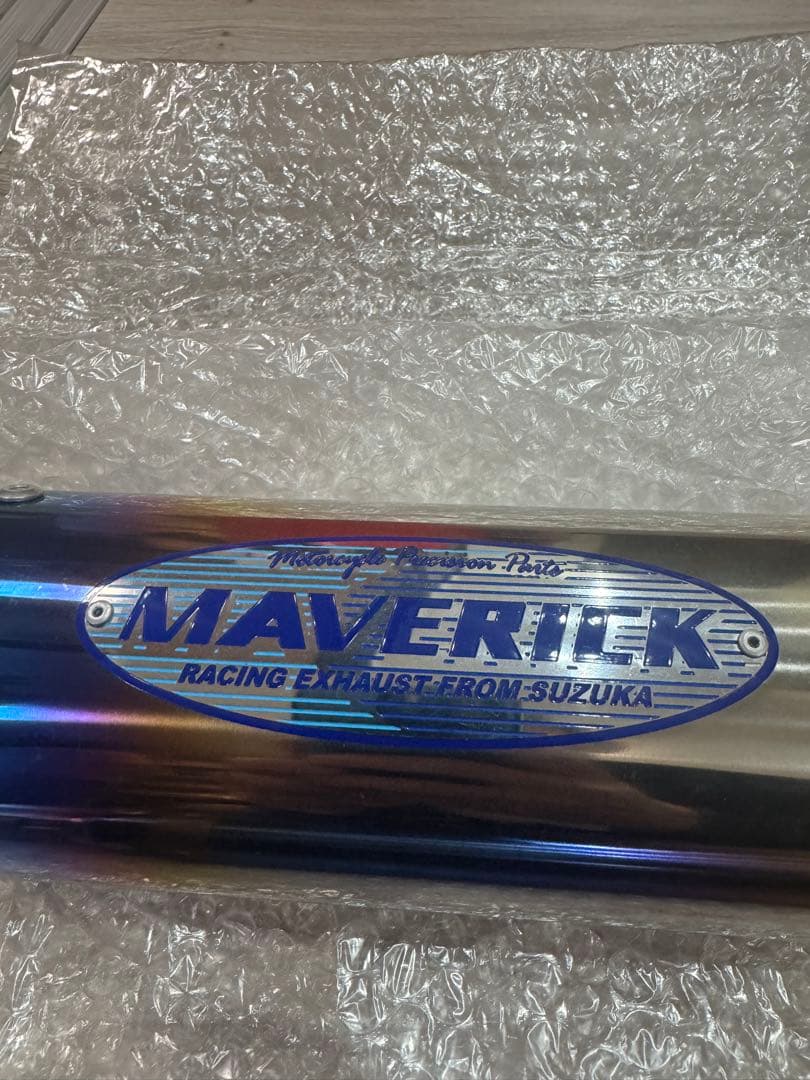 Motorcycle Precision Parts
MAVERICK
RACING EXHAUST FROM SUZUKA